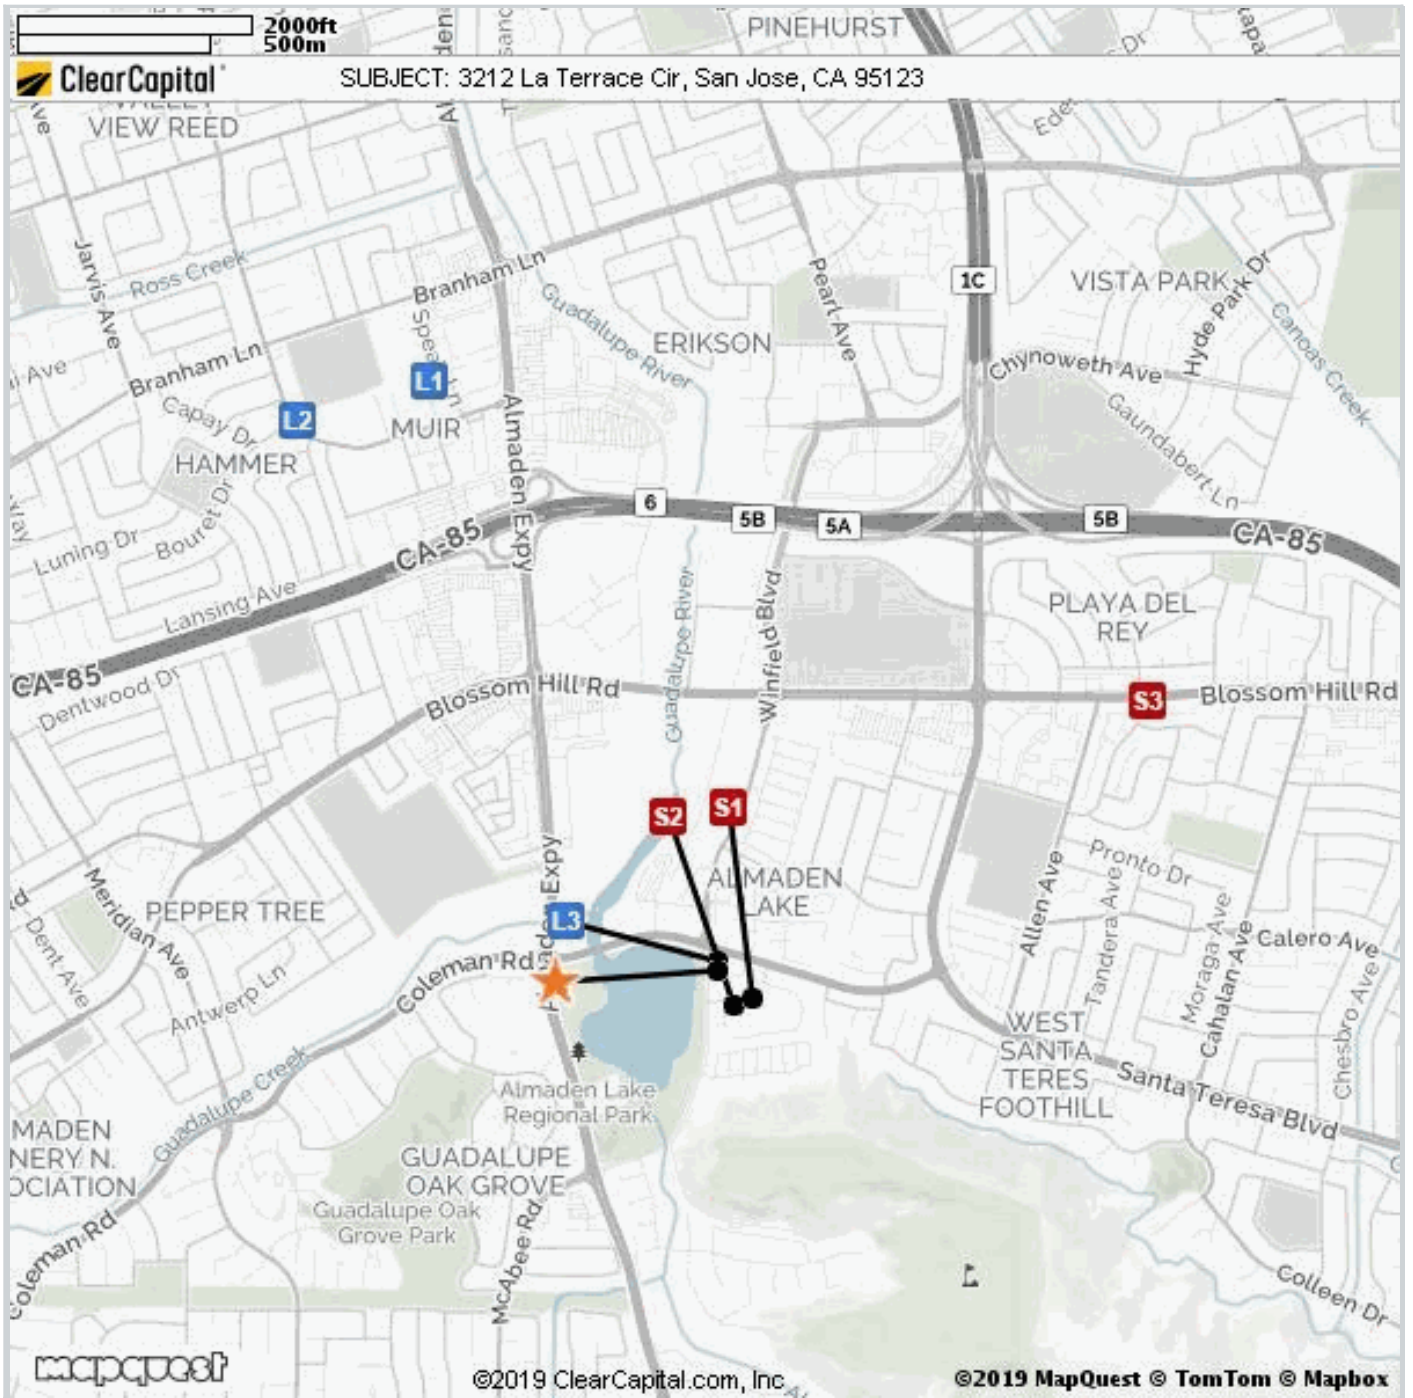 2000ft
500m
PINEHURST
ClearCapital
SUBJECT: 3212 La Terrace Cir, San Jose, CA 95123
VALLEY
VIEW REED
Jarvis Ave
Ross Creek
Branham Ln
Guadalupe River
Pearl Ave
1C
VISTA PARK
Hyde Park Dr
Canoas Creek
ERIKSON
Chynoweth Ave
Branham Ln
L1
L2
Capay Dr
MUIR
Gaundabert Ln
HAMMER
Almaden Expy
Bouret Dr
Luning Dr
6
5B
5A
5B
CA-85
CA-85
Lansing Ave
Guadalupe River
Winfield Blvd
PLAYA DEL
REY
CA-85
Dentwood Dr
Blossom Hill Rd
S3
Blossom Hill Rd
S2
S1
Meridian Ave
PEPPER TREE
Dent Ave
ALMADEN
LAKE
L3
Pronto Dr
Allen Ave
Tandera Ave
Moraga Ave
Cahalan Ave
Calero Ave
Chesbro Ave
Antwerp Ln
Coleman Rd
WEST
SANTA
TERES
FOOTHILL
Santa Teresa Blvd
Guadalupe Creek
Almaden Lake
Regional Park
MADEN
NERY N.
OCIATION
GUADALUPE
OAK GROVE
Guadalupe Oak
Grove Park
Coleman Rd
McAbee Rd
Colleen Dr
mapquest
©2019 ClearCapital.com, Inc
©2019 MapQuest © TomTom © Mapbox